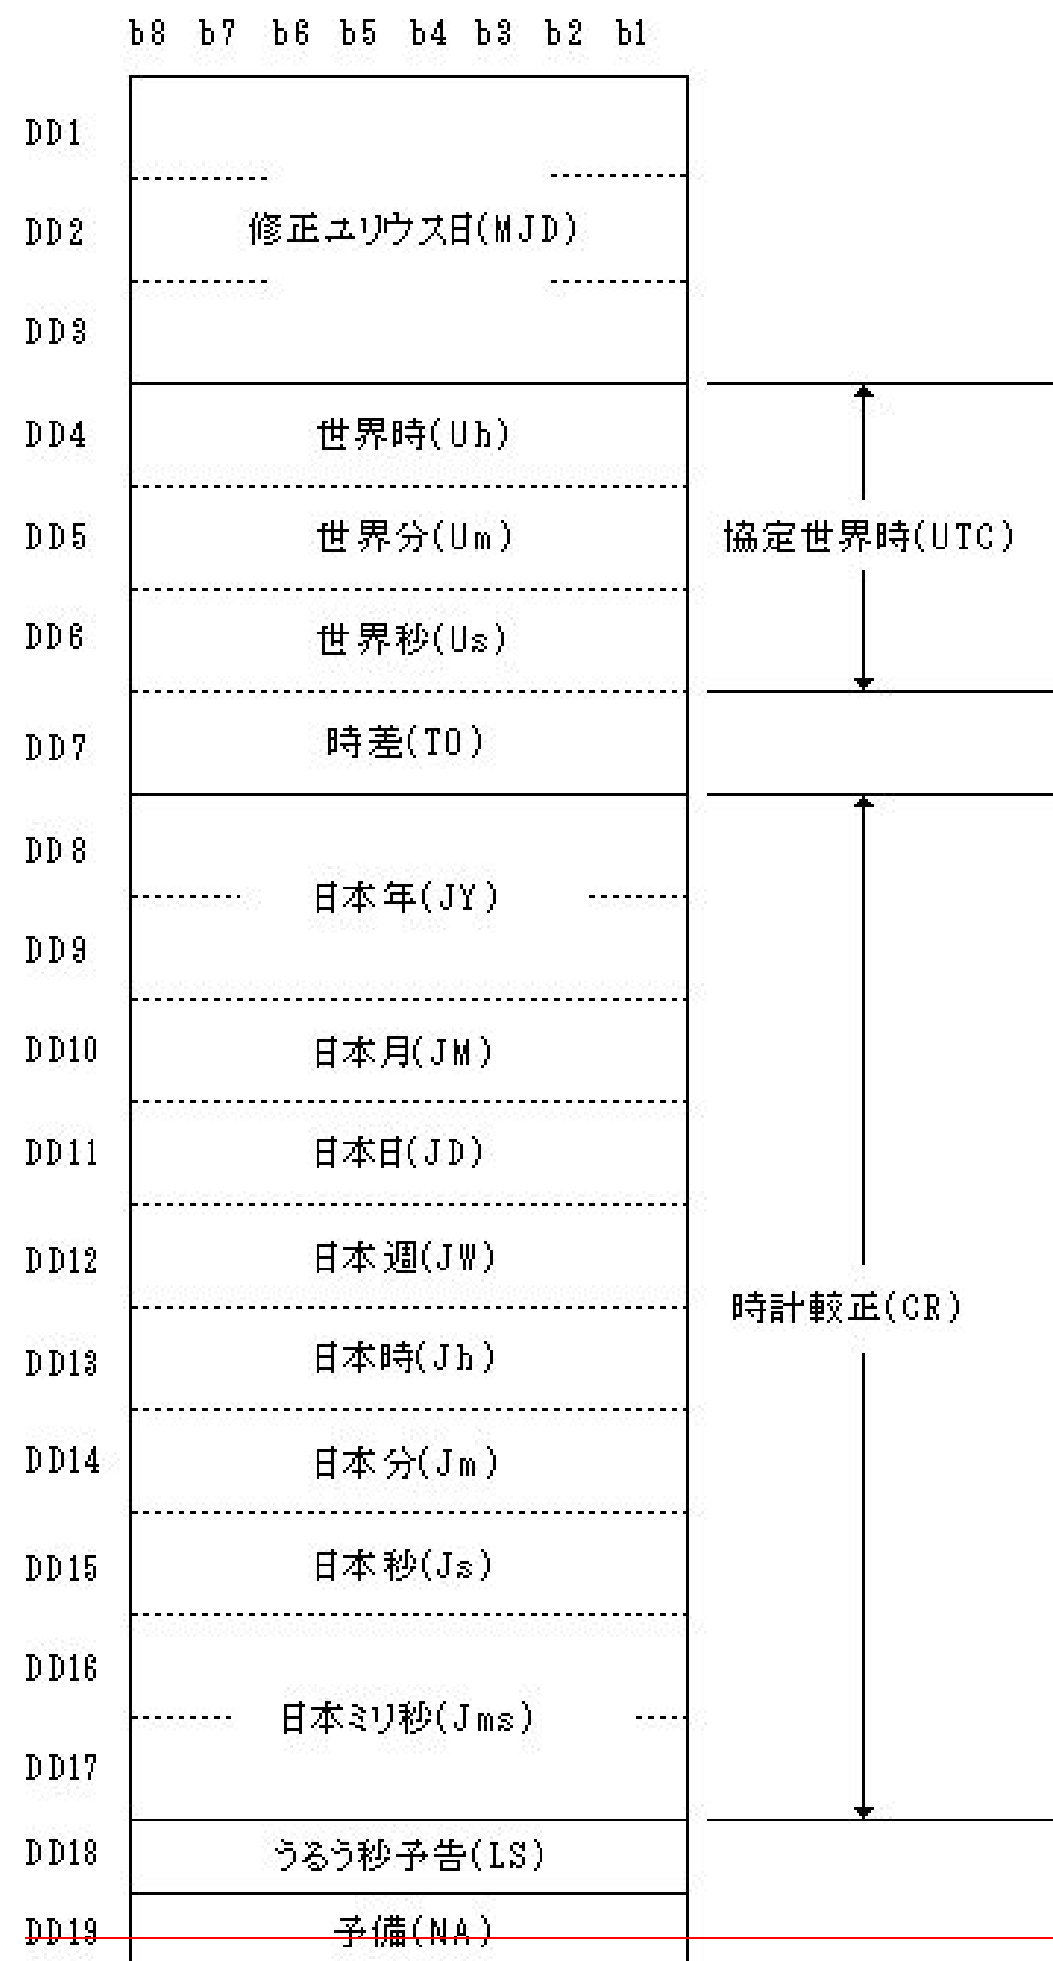 b8 b7 b6 b5 b4 b3 b2 b1
DD1
DD2 修正ユリウス日(MJD)
DD3
DD4 世界時(Uh)
DD5 世界分(Um) 協定世界時(UTC)
DD6 世界秒(Us)
DD7 時差(TO)
DD8
日本年(JY)
DD9
DD10 日本月(JM)
DD11 日本日(JD)
DD12 日本週(JW)
時計較正(CR)
DD13 日本時(Jh)
DD14 日本分(Jm)
DD15 日本秒(Js)
DD16
日本ミリ秒(Jms)
DD17
DD18 うるう秒予告(LS)
DD19 予備(NA)